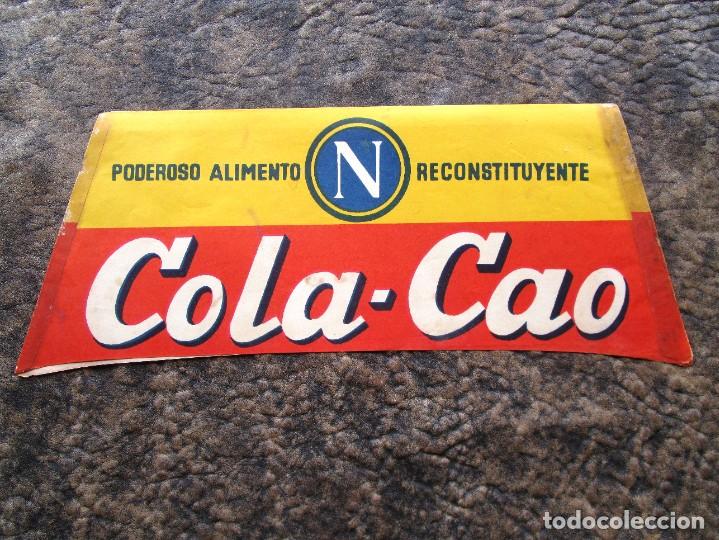 PODEROSO ALIMENTO N RECONSTITUYENTE
Cola-Cao
todocoleccion